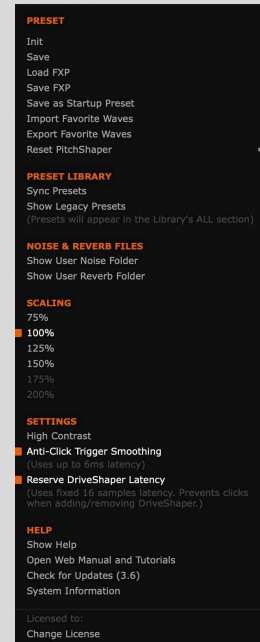 PRESET
Init
Save
Load FXP
Save FXP
Save as Startup Preset
Import Favorite Waves
Export Favorite Waves
Reset PitchShaper
PRESET LIBRARY
Sync Presets
Show Legacy Presets
(Presets will appear in the Library's ALL section)
NOISE & REVERB FILES
Show User Noise Folder
Show User Reverb Folder
SCALING
75%
100%
125%
150%
175%
200%
SETTINGS
High Contrast
Anti-Click Trigger Smoothing
(Uses up to 6ms latency)
Reserve DriveShaper Latency
(Uses fixed 16 samples latency. Prevents clicks
when adding/removing DriveShaper.)
HELP
Show Help
Open Web Manual and Tutorials
Check for Updates (3.6)
System Information
Licensed to:
Change License